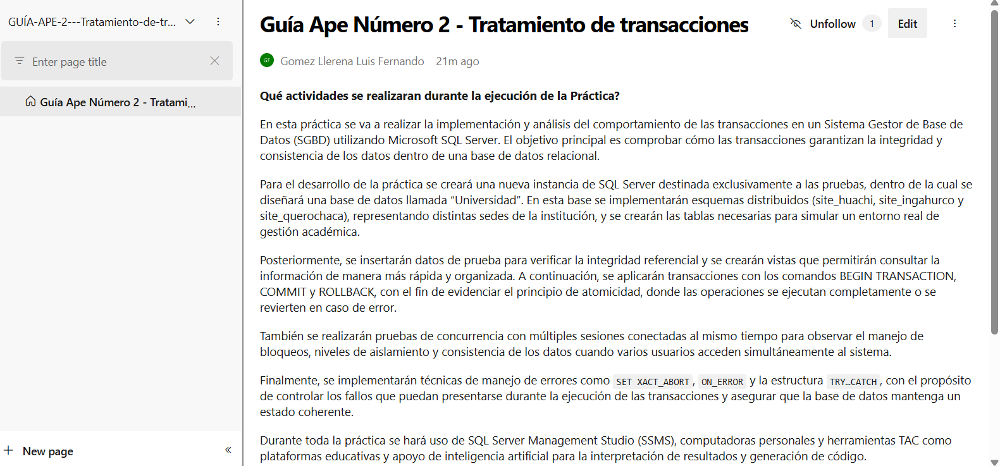 GUÍA-APE-2---Tratamiento-de-tr...
Enter page title
Guía Ape Número 2 - Tratami...
New page
Guía Ape Número 2 - Tratamiento de transacciones
Unfollow 1
Edit
GF Gomez Llerena Luis Fernando 21m ago
Qué actividades se realizaran durante la ejecución de la Práctica?
En esta práctica se va a realizar la implementación y análisis del comportamiento de las transacciones en un Sistema Gestor de Base de
Datos (SGBD) utilizando Microsoft SQL Server. El objetivo principal es comprobar cómo las transacciones garantizan la integridad y
consistencia de los datos dentro de una base de datos relacional.
Para el desarrollo de la práctica se creará una nueva instancia de SQL Server destinada exclusivamente a las pruebas, dentro de la cual se
diseñará una base de datos llamada “Universidad”. En esta base se implementarán esquemas distribuidos (site_huachi, site_ingahurco y
site_querochaca), representando distintas sedes de la institución, y se crearán las tablas necesarias para simular un entorno real de
gestión académica.
Posteriormente, se insertarán datos de prueba para verificar la integridad referencial y se crearán vistas que permitirán consultar la
información de manera más rápida y organizada. A continuación, se aplicarán transacciones con los comandos BEGIN TRANSACTION,
COMMIT y ROLLBACK, con el fin de evidenciar el principio de atomicidad, donde las operaciones se ejecutan completamente o se
revierten en caso de error.
También se realizarán pruebas de concurrencia con múltiples sesiones conectadas al mismo tiempo para observar el manejo de
bloqueos, niveles de aislamiento y consistencia de los datos cuando varios usuarios acceden simultáneamente al sistema.
Finalmente, se implementarán técnicas de manejo de errores como SET XACT_ABORT, ON_ERROR y la estructura TRY…CATCH, con el propósito
de controlar los fallos que puedan presentarse durante la ejecución de las transacciones y asegurar que la base de datos mantenga un
estado coherente.
Durante toda la práctica se hará uso de SQL Server Management Studio (SSMS), computadoras personales y herramientas TAC como
plataformas educativas y apoyo de inteligencia artificial para la interpretación de resultados y generación de código.